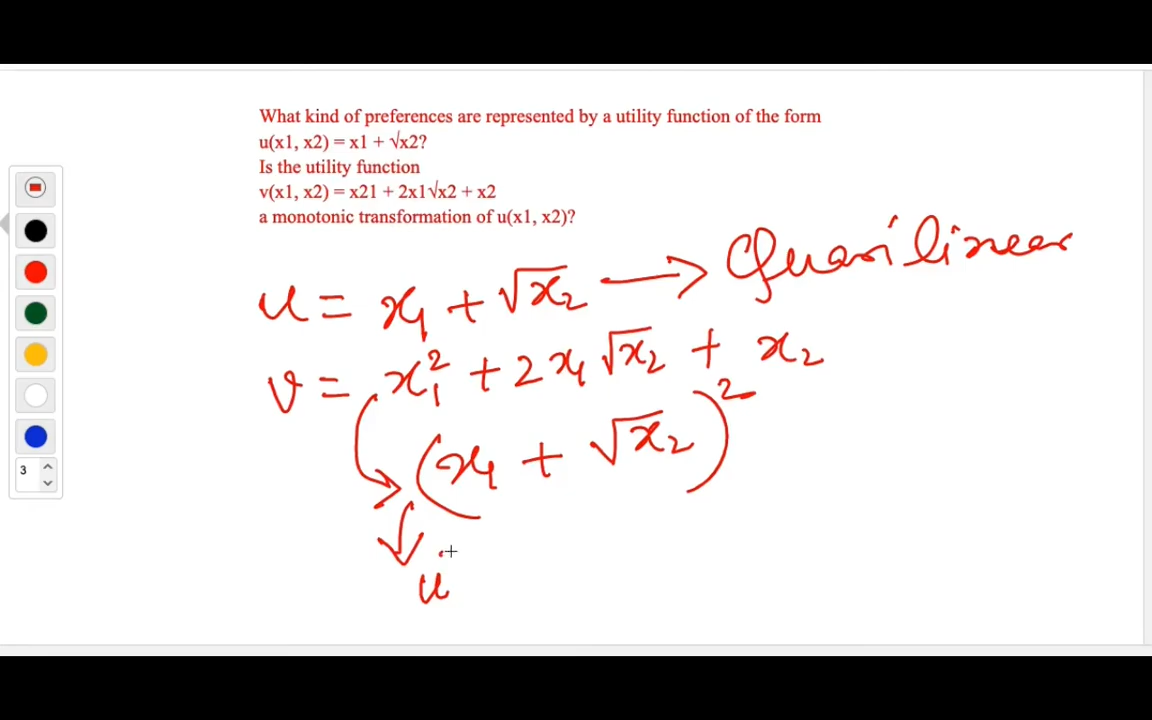 What kind of preferences are represented by a utility function of the form
u(x1, x2) = x1 + √x2?
Is the utility function
v(x1, x2) = x21 + 2x1√x2 + x2
a monotonic transformation of u(x1, x2)?
u = x₁ + √x₂ → Quasilinear
v = x₁² + 2x₁√x₂ + x₂
(x₁ + √x₂)²
u
3